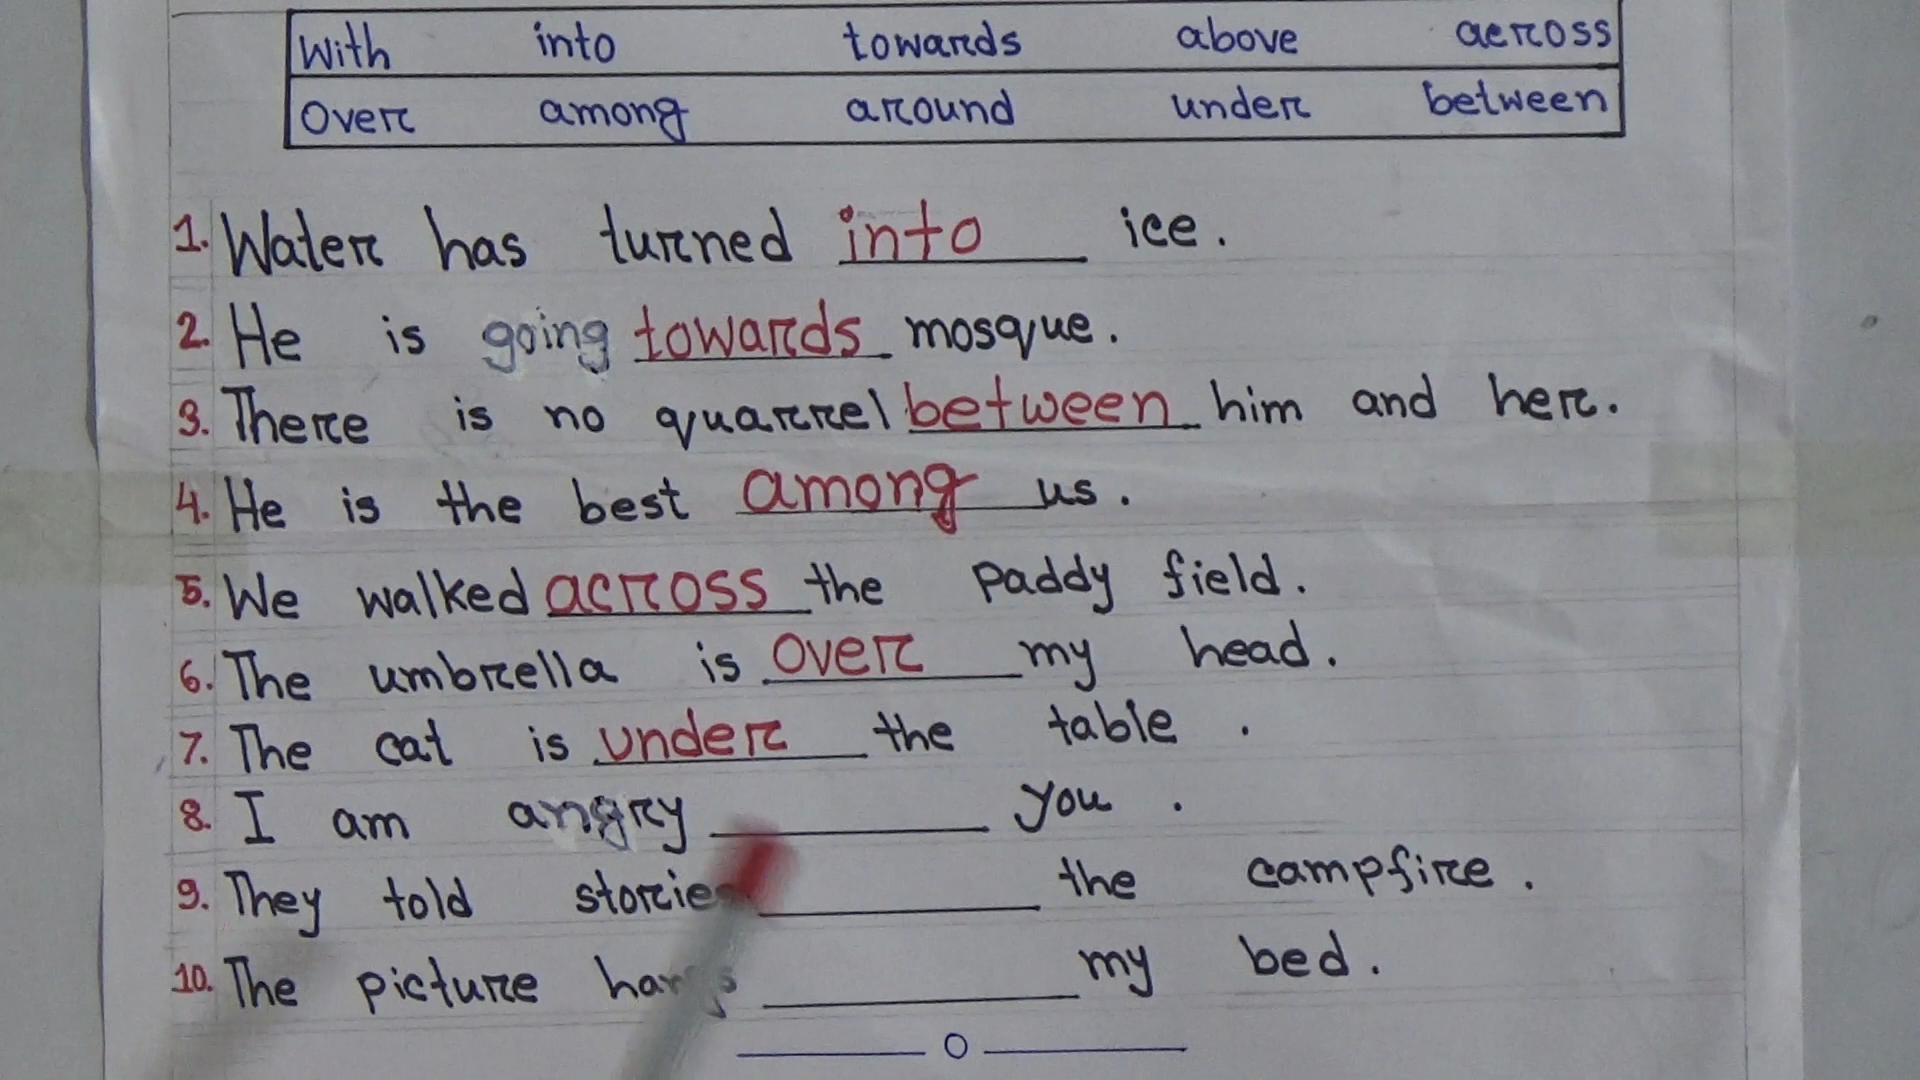 With into towards above across
Over among around under between
1. Water has turned into ice.
2. He is going towards mosque.
3. There is no quarrel between him and her.
4. He is the best among us.
5. We walked across the paddy field.
6. The umbrella is over my head.
7. The cat is under the table.
8. I am angry ________ you.
9. They told stories ________ the campfire.
10. The picture hangs ________ my bed.